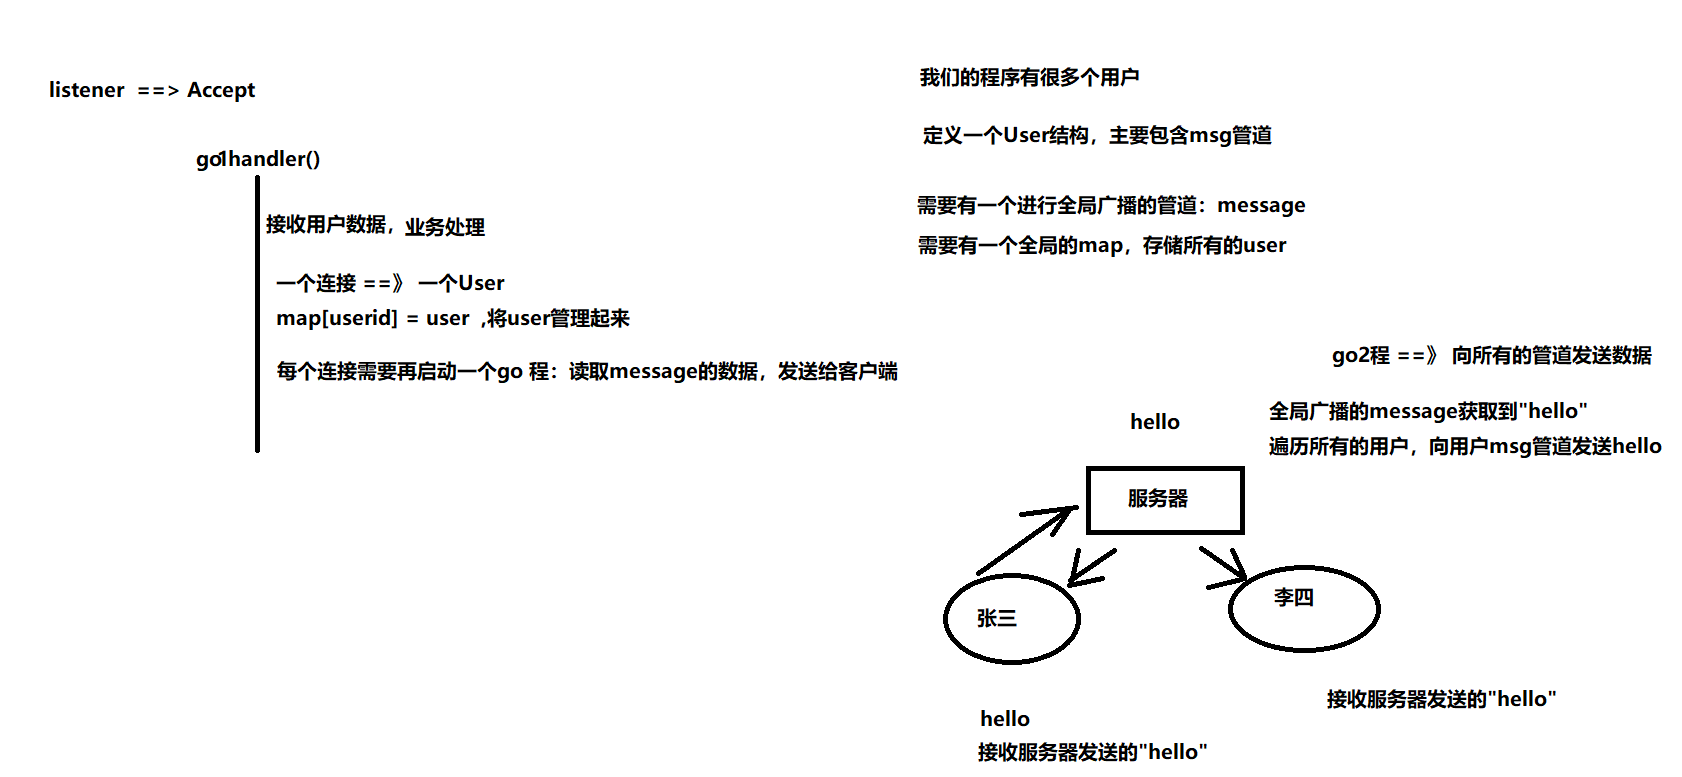 listener ==> Accept
go1handler()
接收用户数据，业务处理
一个连接 ==》 一个User
map[userid] = user ,将user管理起来
每个连接需要再启动一个go 程：读取message的数据，发送给客户端
我们的程序有很多个用户
定义一个User结构，主要包含msg管道
需要有一个进行全局广播的管道：message
需要有一个全局的map，存储所有的user
go2程 ==》 向所有的管道发送数据
全局广播的message获取到"hello"
遍历所有的用户，向用户msg管道发送hello
hello
服务器
张三
李四
hello
接收服务器发送的"hello"
接收服务器发送的"hello"